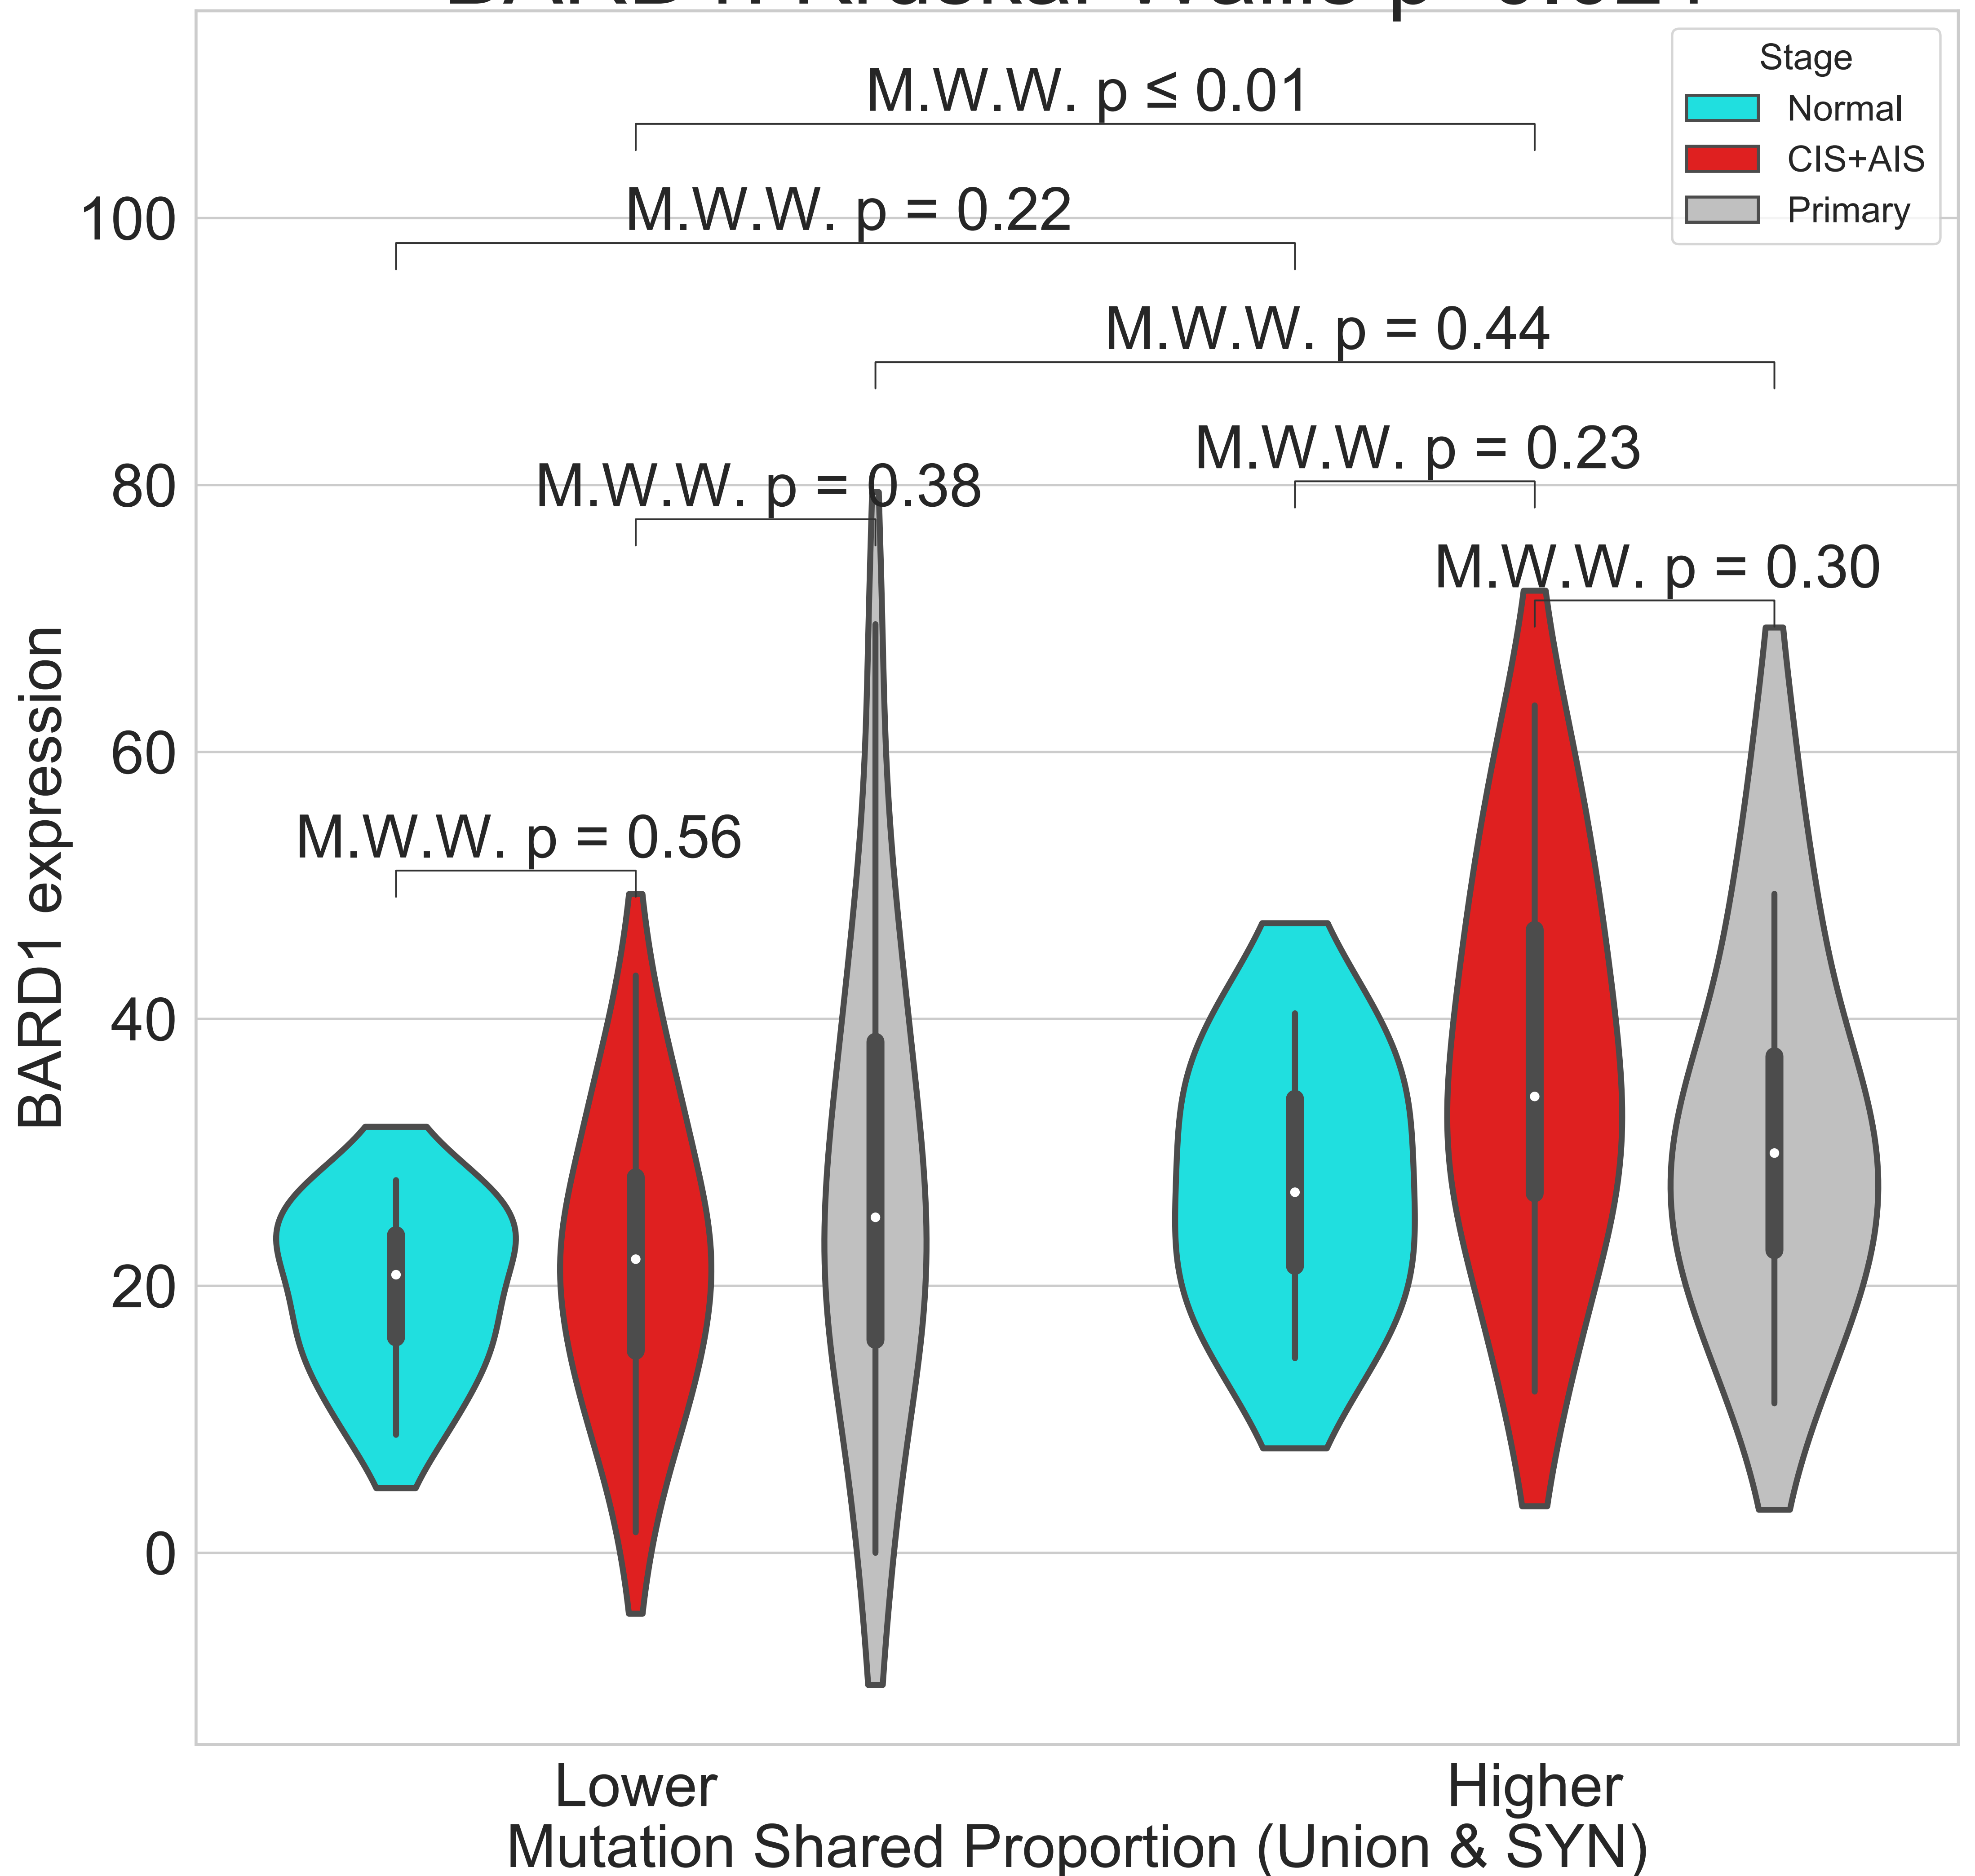 Stage
Normal
CIS+AIS
Primary
M.W.W. p ≤ 0.01
M.W.W. p = 0.22
M.W.W. p = 0.44
M.W.W. p = 0.23
M.W.W. p = 0.38
M.W.W. p = 0.30
M.W.W. p = 0.56
100
80
60
40
20
0
BARD1 expression
Lower
Higher
Mutation Shared Proportion (Union & SYN)